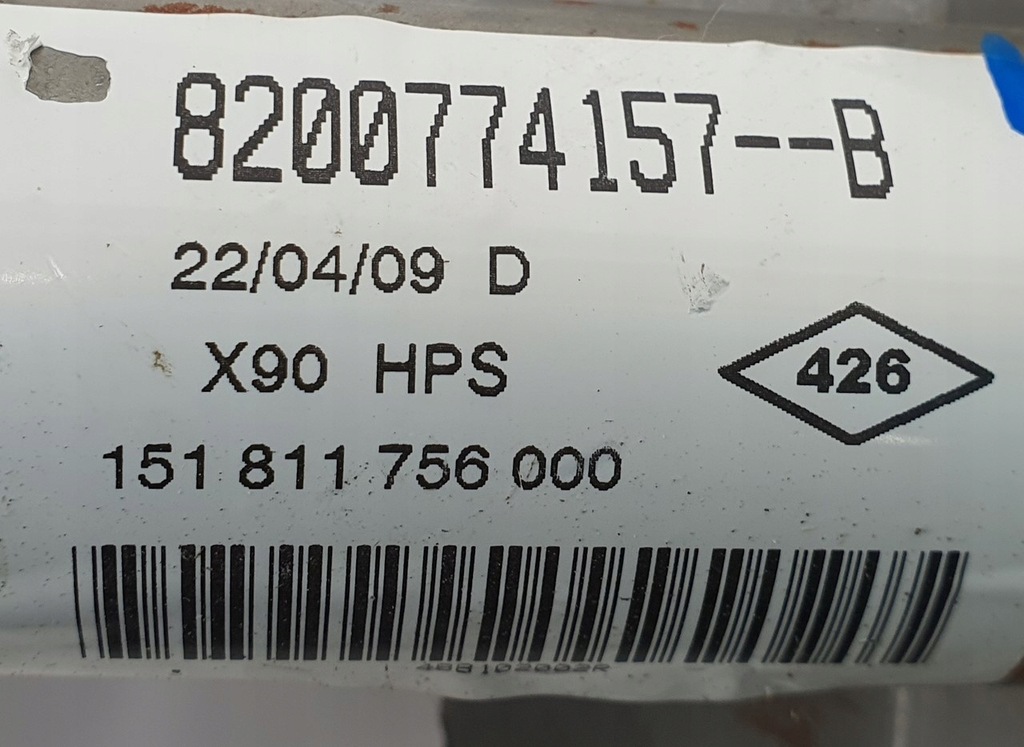 8200774157--B
22/04/09 D
X90 HPS
426
151 811 756 000